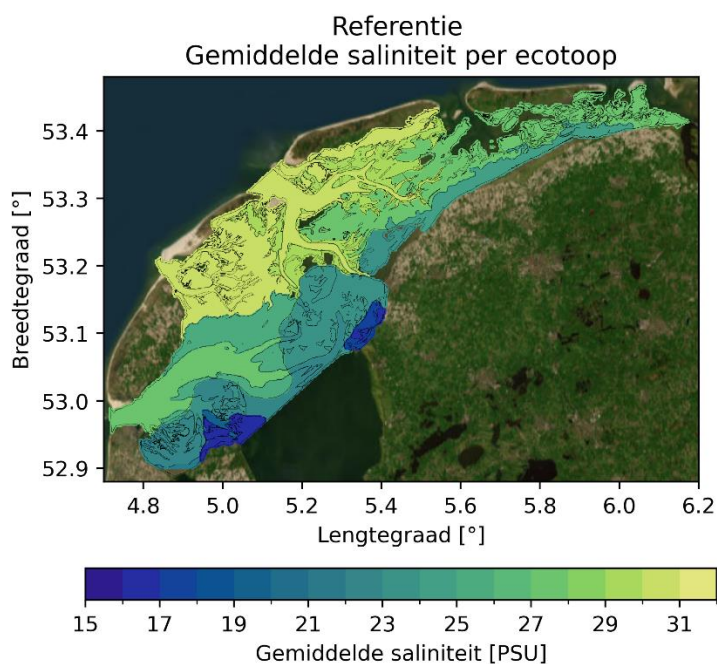 Referentie
Gemiddelde saliniteit per ecotoop
53.4
53.3
53.2
53.1
53.0
52.9
Breedtegraad [°]
4.8 5.0 5.2 5.4 5.6 5.8 6.0 6.2
Lengtegraad [°]
15 17 19 21 23 25 27 29 31
Gemiddelde saliniteit [PSU]